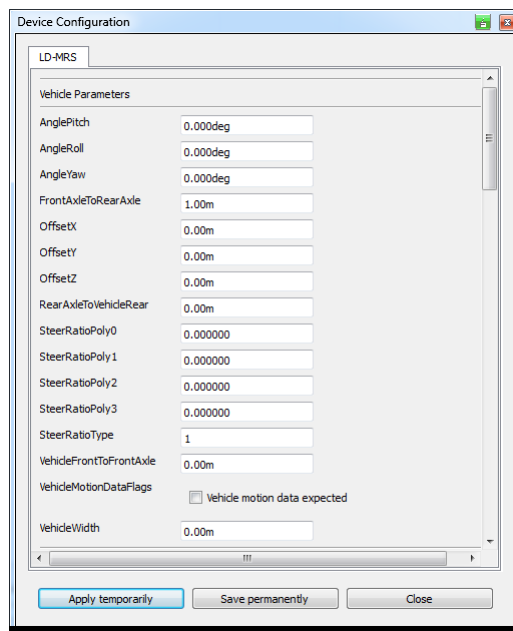 Device Configuration
LD-MRS
Vehicle Parameters
AnglePitch 0.000deg
AngleRoll 0.000deg
AngleYaw 0.000deg
FrontAxleToRearAxle 1.00m
OffsetX 0.00m
OffsetY 0.00m
OffsetZ 0.00m
RearAxleToVehicleRear 0.00m
SteerRatioPoly0 0.000000
SteerRatioPoly1 0.000000
SteerRatioPoly2 0.000000
SteerRatioPoly3 0.000000
SteerRatioType 1
VehicleFrontToFrontAxle 0.00m
VehicleMotionDataFlags Vehicle motion data expected
VehicleWidth 0.00m
Apply temporarily Save permanently Close